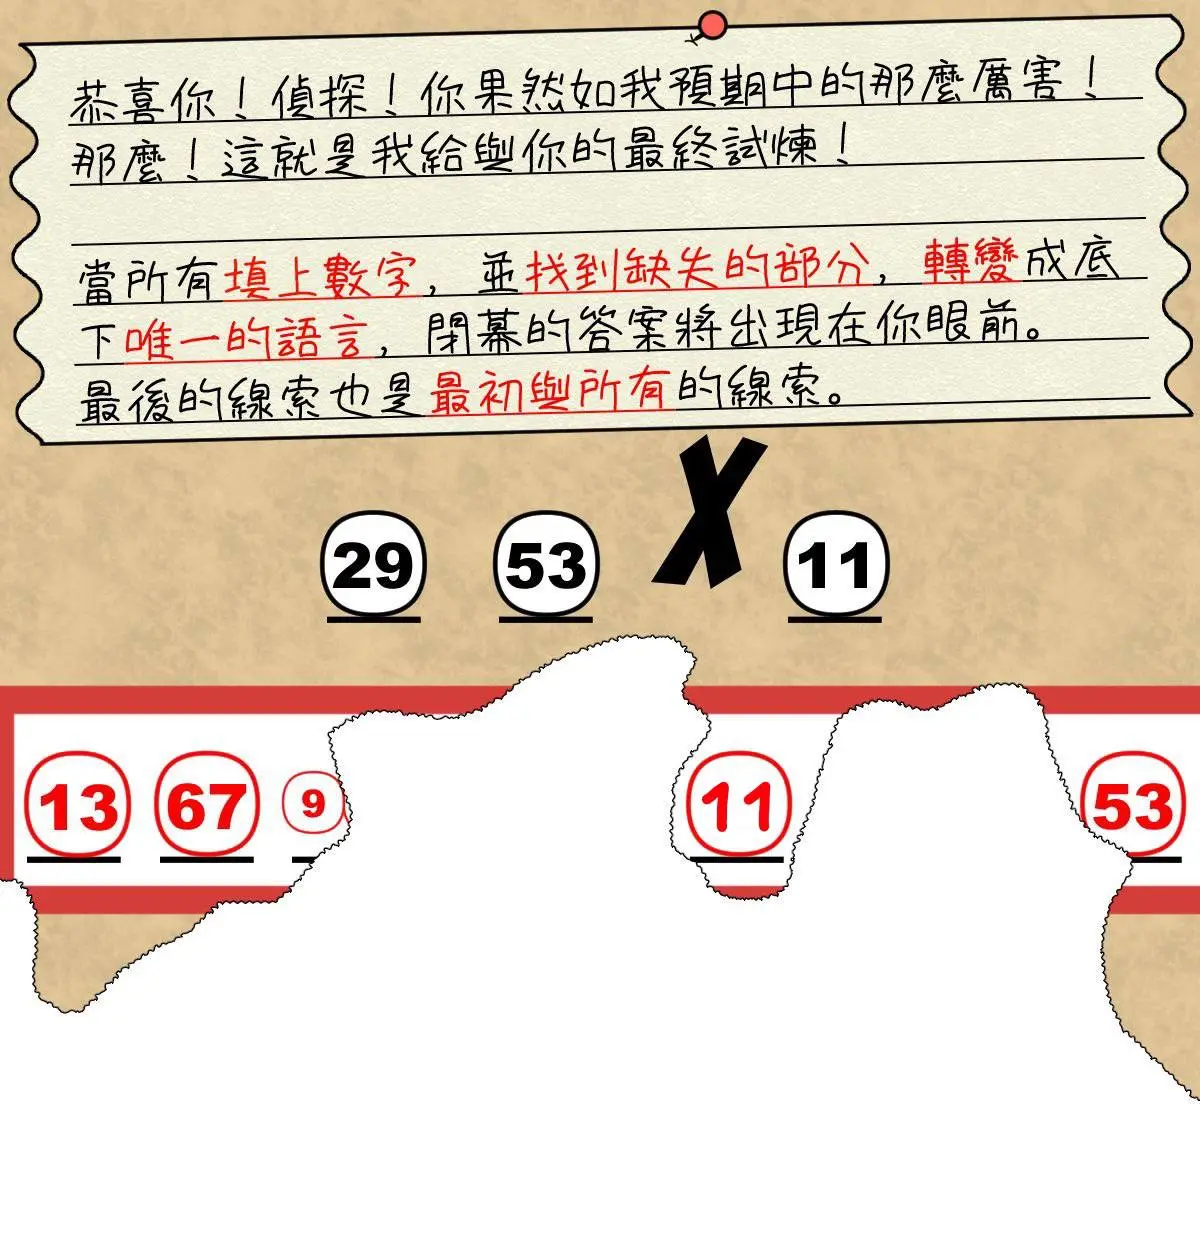 恭喜你！偵探！你果然如我預期中的那麼厲害！
那麼！這就是我給與你的最終試煉！
當所有填上數字，並找到缺失的部分，轉變成底
下唯一的語言，閉幕的答案將出現在你眼前。
最後的線索也是最初與所有的線索。
29 53 X 11
13 67 9 11 53